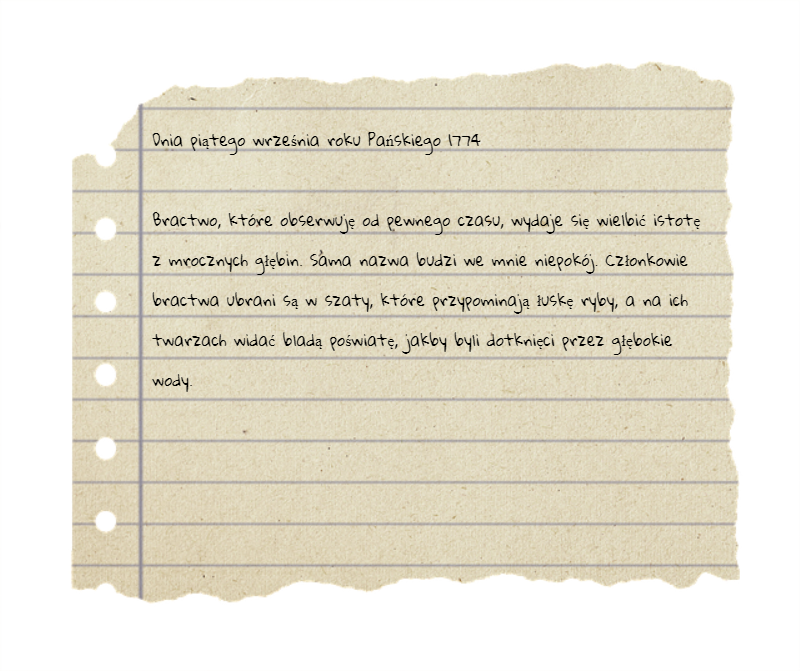 Dnia piątego września roku Pańskiego 1774
Bractwo, które obserwuję od pewnego czasu, wydaje się wielbić istotę
z mrocznych głębin. Sama nazwa budzi we mnie niepokój. Członkowie
bractwa ubrani są w szaty, które przypominają łuskę ryby, a na ich
twarzach widać bladą poświatę, jakby byli dotknięci przez głębokie
wody.